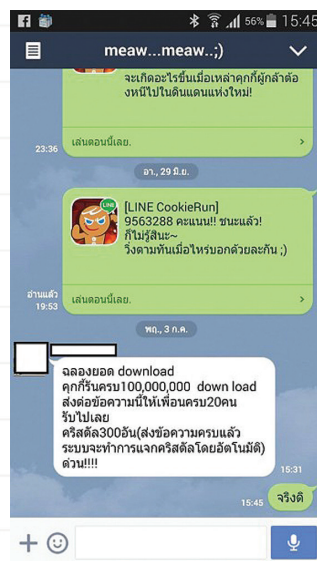 56% 15:45
meaw...meaw..;)
จะเกิดอะไรขึ้นเมื่อเหล่าคุกกี้ผู้กล้าต้อ
งหนีไปในดินแดนแห่งใหม่!
เล่นตอนนี้เลย.
23:36
อา., 29 มิ.ย.
LINE
[LINE CookieRun]
9563288 คะแนน!! ชนะแล้ว!
ก็ไม่รู้สินะ~
วิ่งตามทันเมื่อไหร่บอกด้วยละกัน ;)
อ่านแล้ว
19:53
เล่นตอนนี้เลย.
พฤ., 3 ก.ค.
ฉลองยอด download
คุกกี้รันครบ100,000,000 down load
ส่งต่อข้อความนี้ให้เพื่อนครบ20คน
รับไปเลย
คริสตัล300อัน(ส่งข้อความครบแล้ว
ระบบจะทำการแจกคริสตัลโดยอัตโนมัติ)
ด่วน!!!!
15:31
15:45
จริงดิ